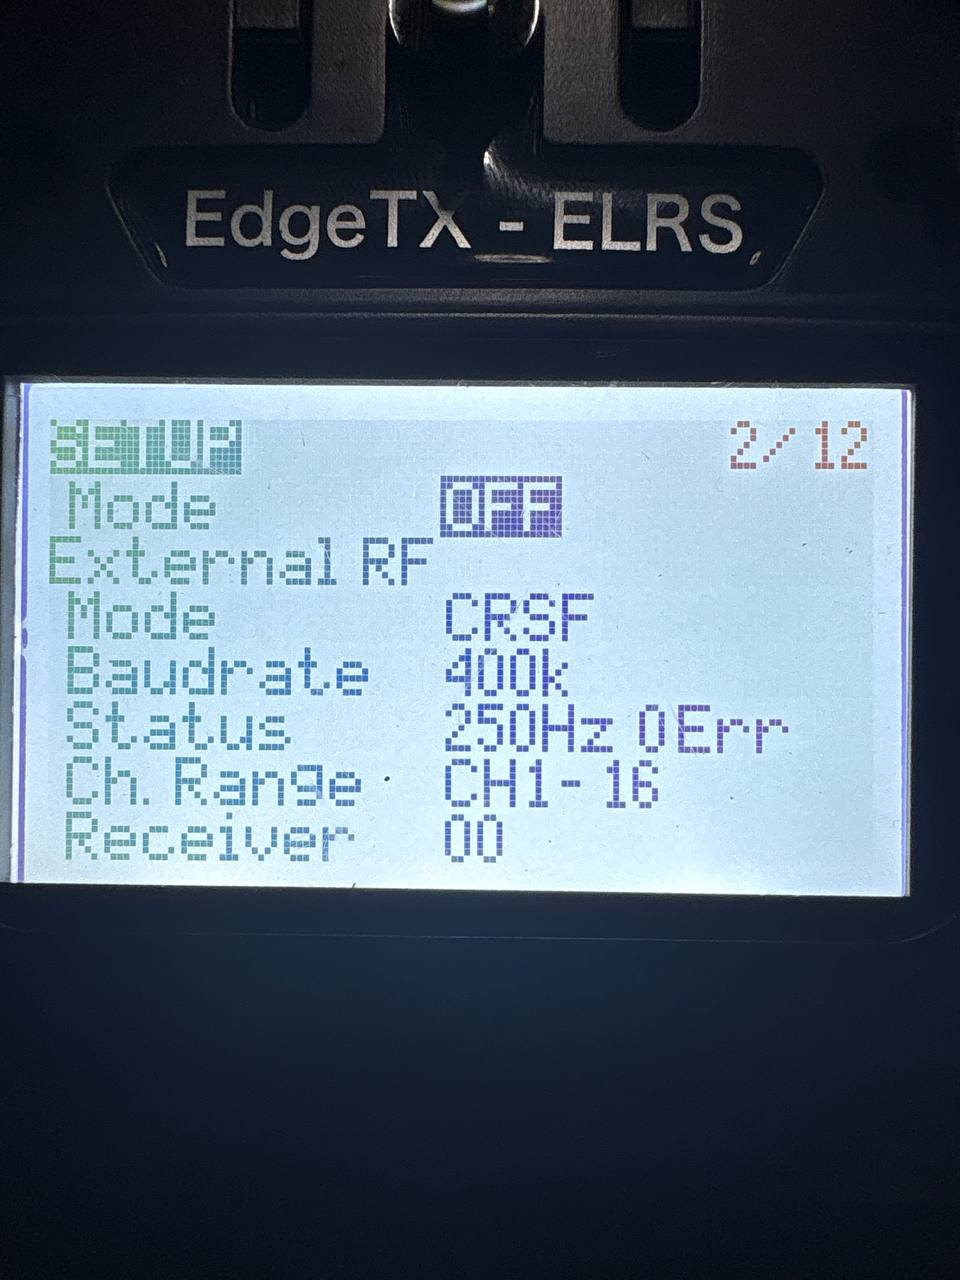 EdgeTX - ELRS
SETUP 2/12
Mode OFF
External RF
Mode CRSF
Baudrate 400k
Status 250Hz 0Err
Ch. Range CH1-16
Receiver 00